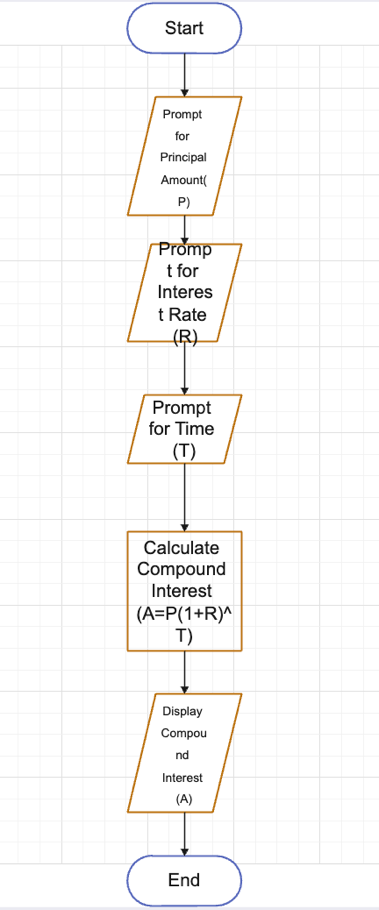 Start
Prompt
for
Principal
Amount(
P)
Promp
t for
Interes
t Rate
(R)
Prompt
for Time
(T)
Calculate
Compound
Interest
(A=P(1+R)^
T)
Display
Compou
nd
Interest
(A)
End